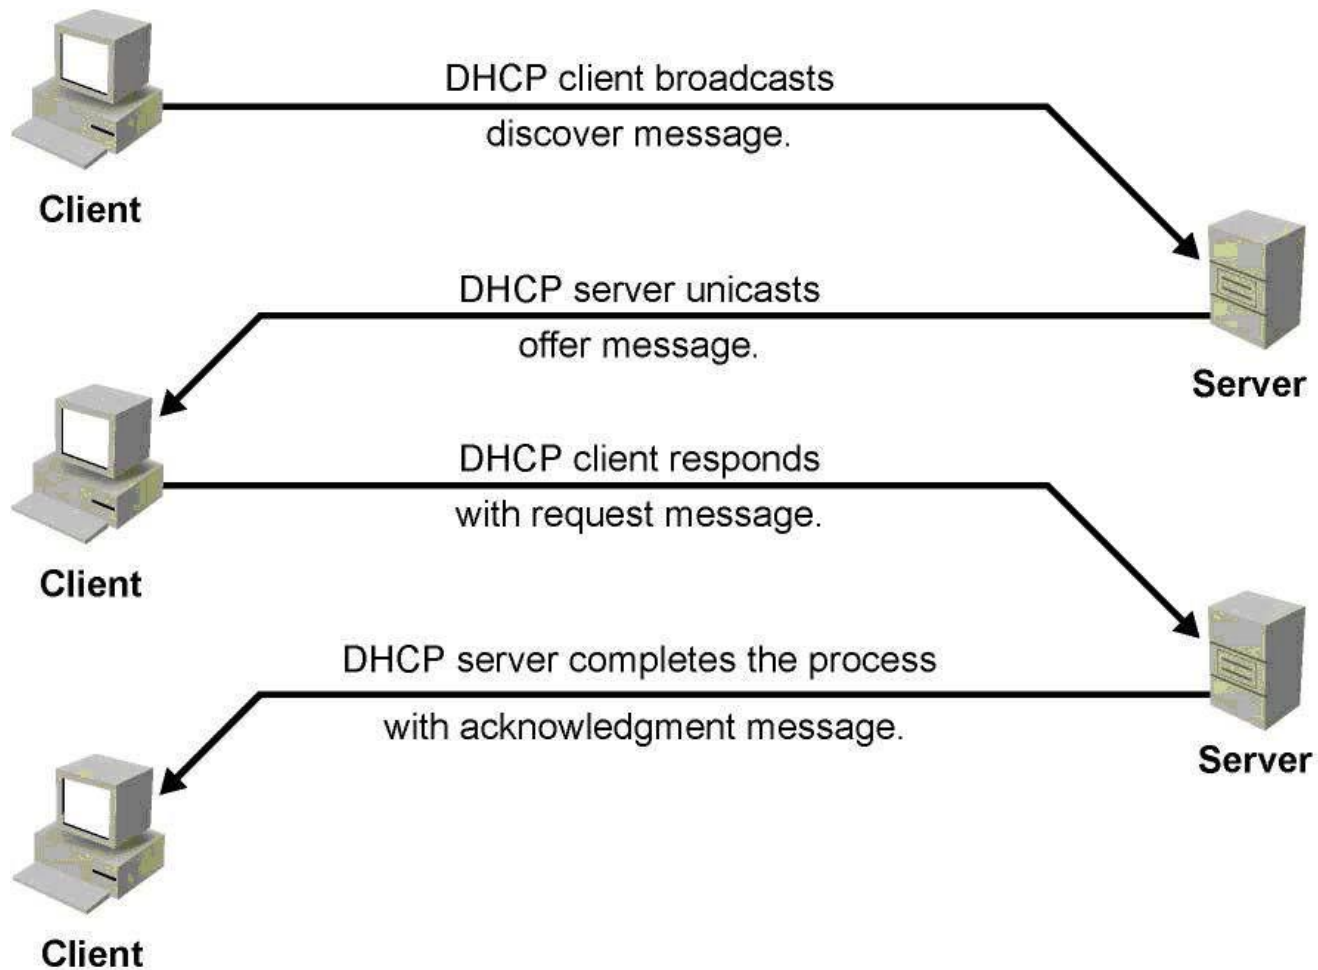 DHCP client broadcasts
discover message.
Client
DHCP server unicasts
offer message.
Server
DHCP client responds
with request message.
Client
DHCP server completes the process
with acknowledgment message.
Server
Client